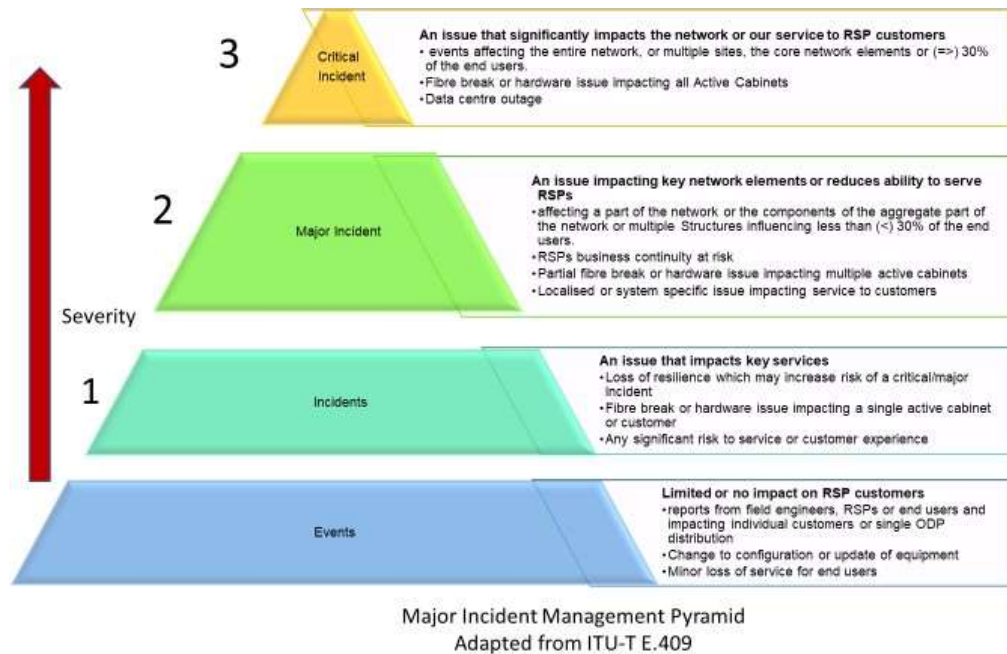 3
Critical
Incident
An issue that significantly impacts the network or our service to RSP customers
• events affecting the entire network, or multiple sites, the core network elements or (=>) 30%
of the end users.
•Fibre break or hardware issue impacting all Active Cabinets
•Data centre outage
2
Major Incident
An issue impacting key network elements or reduces ability to serve
RSPs
•affecting a part of the network or the components of the aggregate part of
the network or multiple Structures influencing less than (<) 30% of the end
users.
•RSPs business continuity at risk
•Partial fibre break or hardware issue impacting multiple active cabinets
•Localised or system specific issue impacting service to customers
Severity
1
Incidents
An issue that impacts key services
•Loss of resilience which may increase risk of a critical/major
incident
•Fibre break or hardware issue impacting a single active cabinet
or customer
•Any significant risk to service or customer experience
Events
Limited or no impact on RSP customers
•reports from field engineers, RSPs or end users and
impacting individual customers or single ODP
distribution
•Change to configuration or update of equipment
•Minor loss of service for end users
Major Incident Management Pyramid
Adapted from ITU-T E.409